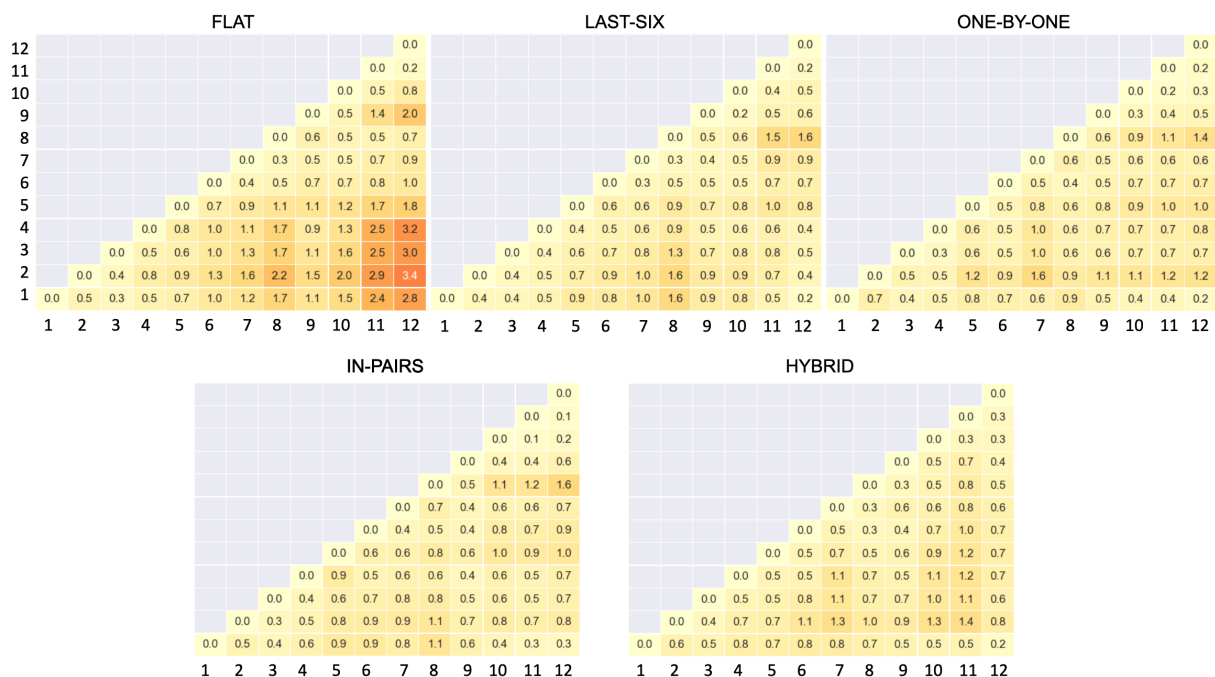 FLAT LAST-SIX ONE-BY-ONE
12 0.0 0.0 0.0
11 0.0 0.2 0.0 0.2 0.0 0.2
10 0.0 0.5 0.8 0.0 0.4 0.5 0.0 0.2 0.3
9 0.0 0.5 1.4 2.0 0.0 0.2 0.5 0.6 0.0 0.3 0.4 0.5
8 0.0 0.6 0.5 0.5 0.7 0.0 0.5 0.6 1.5 1.6 0.0 0.6 0.9 1.1 1.4
7 0.0 0.3 0.5 0.5 0.7 0.9 0.0 0.3 0.4 0.5 0.9 0.9 0.0 0.6 0.5 0.6 0.6 0.6
6 0.0 0.4 0.5 0.7 0.7 0.8 1.0 0.0 0.3 0.5 0.5 0.5 0.7 0.7 0.0 0.5 0.4 0.5 0.7 0.7 0.7
5 0.0 0.7 0.9 1.1 1.1 1.2 1.7 1.8 0.0 0.6 0.6 0.9 0.7 0.8 1.0 0.8 0.0 0.5 0.8 0.6 0.8 0.9 1.0 1.0
4 0.0 0.8 1.0 1.1 1.7 0.9 1.3 2.5 3.2 0.0 0.4 0.5 0.6 0.9 0.5 0.6 0.6 0.4 0.0 0.6 0.5 1.0 0.6 0.7 0.7 0.7 0.8
3 0.0 0.5 0.6 1.0 1.3 1.7 1.1 1.6 2.5 3.0 0.0 0.4 0.6 0.7 0.8 1.3 0.7 0.8 0.8 0.5 0.0 0.3 0.6 0.5 1.0 0.6 0.6 0.7 0.7 0.7
2 0.0 0.4 0.8 0.9 1.3 1.6 2.2 1.5 2.0 2.9 3.4 0.0 0.4 0.5 0.7 0.9 1.0 1.6 0.9 0.9 0.7 0.4 0.0 0.5 0.5 1.2 0.9 1.6 0.9 1.1 1.1 1.2 1.2
1 0.0 0.5 0.3 0.5 0.7 1.0 1.2 1.7 1.1 1.5 2.4 2.8 0.0 0.4 0.4 0.5 0.9 0.8 1.0 1.6 0.9 0.8 0.5 0.2 0.0 0.7 0.4 0.5 0.8 0.7 0.6 0.9 0.5 0.4 0.4 0.2
1 2 3 4 5 6 7 8 9 10 11 12 1 2 3 4 5 6 7 8 9 10 11 12 1 2 3 4 5 6 7 8 9 10 11 12
IN-PAIRS HYBRID
0.0 0.0
0.0 0.1 0.0 0.3
0.0 0.1 0.2 0.0 0.3 0.3
0.0 0.4 0.4 0.6 0.0 0.5 0.7 0.4
0.0 0.5 1.1 1.2 1.6 0.0 0.3 0.5 0.8 0.5
0.0 0.7 0.4 0.6 0.6 0.7 0.0 0.3 0.6 0.6 0.8 0.6
0.0 0.4 0.5 0.4 0.8 0.7 0.9 0.0 0.5 0.3 0.4 0.7 1.0 0.7
0.0 0.6 0.6 0.8 0.6 1.0 0.9 1.0 0.0 0.5 0.7 0.5 0.6 0.9 1.2 0.7
0.0 0.9 0.5 0.6 0.6 0.4 0.6 0.5 0.7 0.0 0.5 0.5 1.1 0.7 0.5 1.1 1.2 0.7
0.0 0.4 0.6 0.7 0.8 0.8 0.5 0.6 0.5 0.7 0.0 0.5 0.5 0.8 1.1 0.7 0.7 1.0 1.1 0.6
0.0 0.3 0.5 0.8 0.9 0.9 1.1 0.7 0.8 0.7 0.8 0.0 0.4 0.7 0.7 1.1 1.3 1.0 0.9 1.3 1.4 0.8
0.0 0.5 0.4 0.6 0.9 0.9 0.8 1.1 0.6 0.4 0.3 0.3 0.0 0.6 0.5 0.8 0.7 0.8 0.8 0.7 0.5 0.5 0.5 0.2
1 2 3 4 5 6 7 8 9 10 11 12 1 2 3 4 5 6 7 8 9 10 11 12